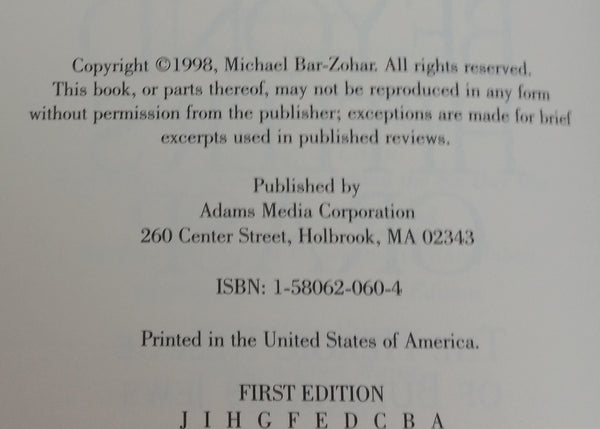 Copyright ©1998, Michael Bar-Zohar. All rights reserved.
This book, or parts thereof, may not be reproduced in any form
without permission from the publisher; exceptions are made for brief
excerpts used in published reviews.
Published by
Adams Media Corporation
260 Center Street, Holbrook, MA 02343
ISBN: 1-58062-060-4
Printed in the United States of America.
FIRST EDITION
J I H G F E D C B A